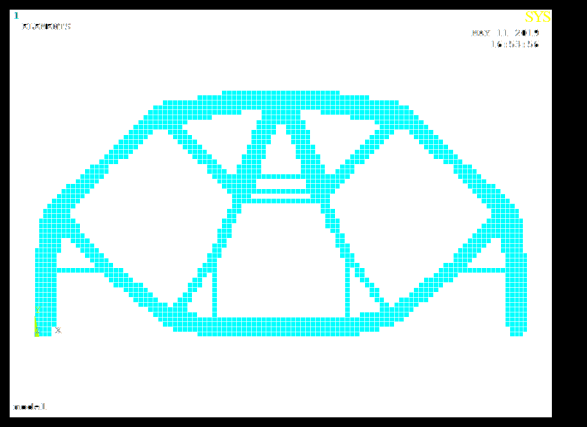 1
ELEMENTS
SYS
MAY 11 2019
16:53:56
X
model